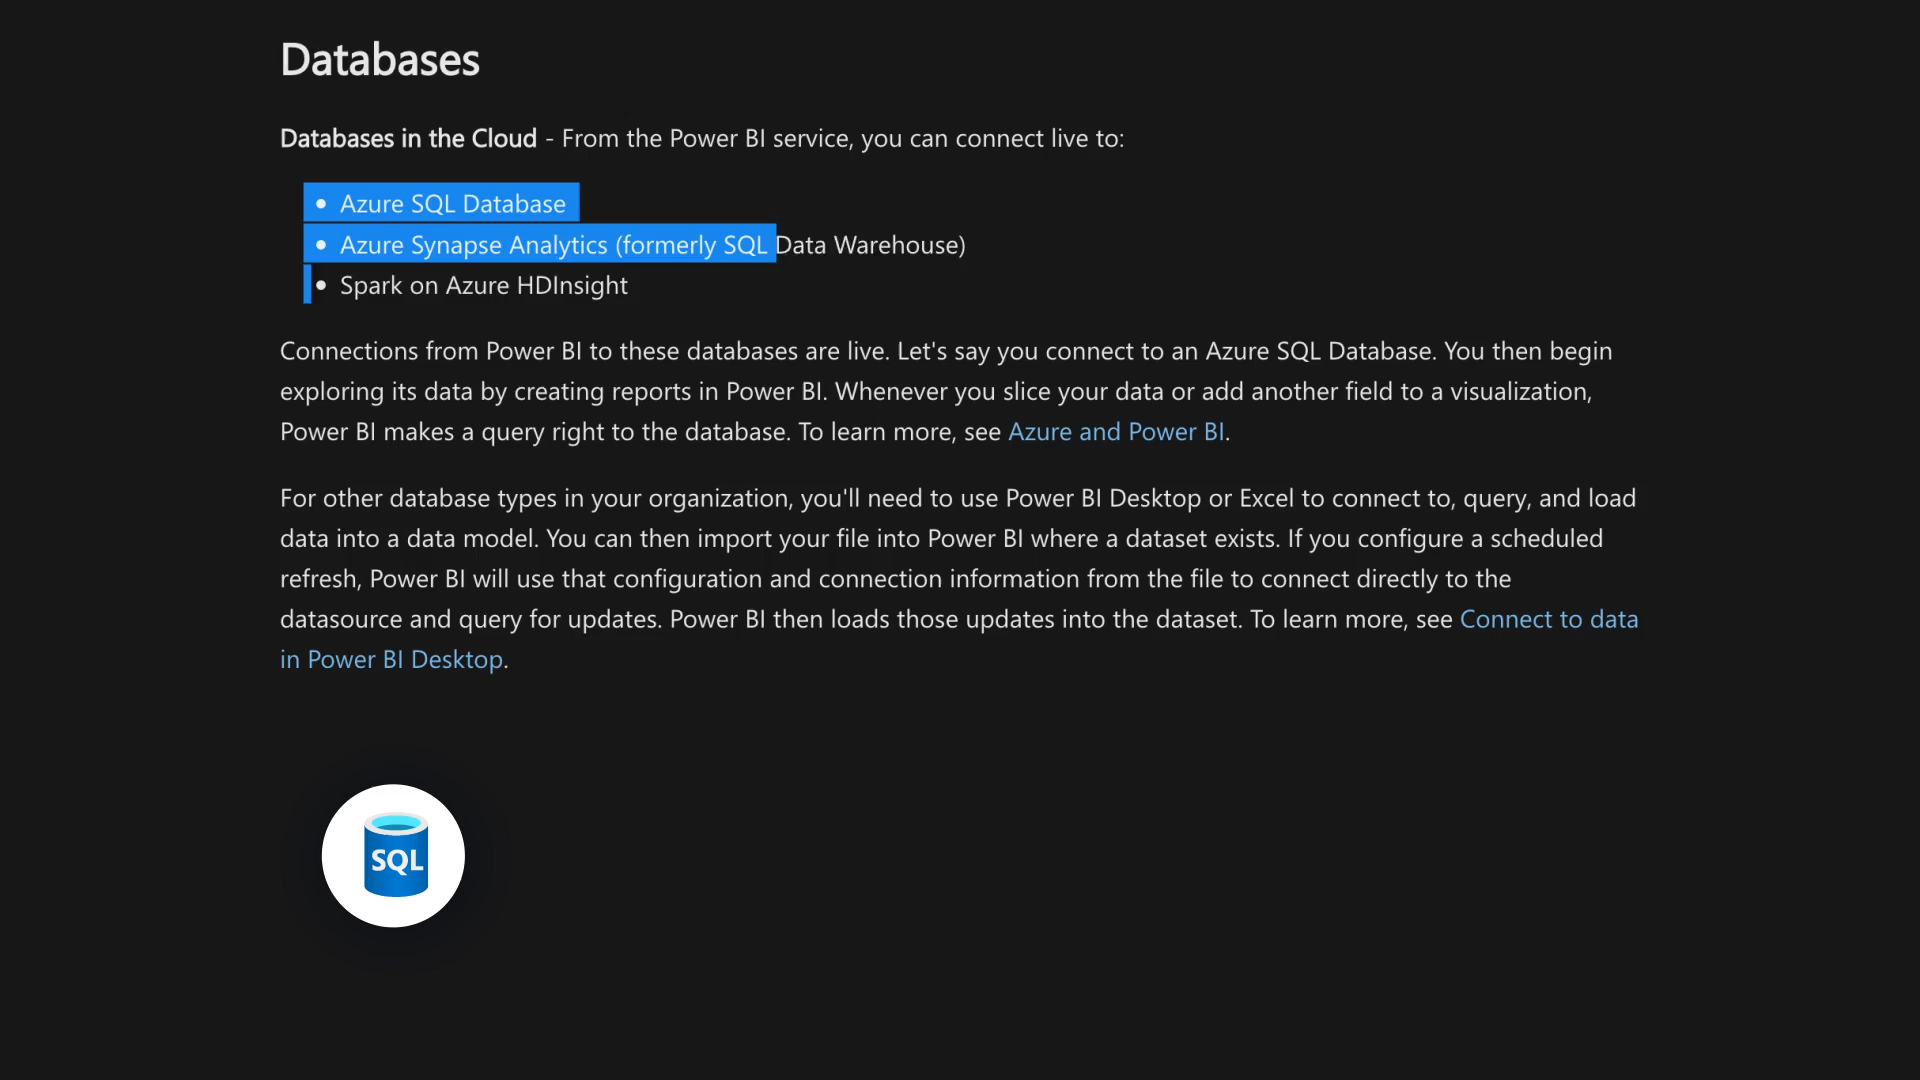 Databases
Databases in the Cloud - From the Power BI service, you can connect live to:
• Azure SQL Database
• Azure Synapse Analytics (formerly SQL Data Warehouse)
• Spark on Azure HDInsight
Connections from Power BI to these databases are live. Let's say you connect to an Azure SQL Database. You then begin
exploring its data by creating reports in Power BI. Whenever you slice your data or add another field to a visualization,
Power BI makes a query right to the database. To learn more, see Azure and Power BI.
For other database types in your organization, you'll need to use Power BI Desktop or Excel to connect to, query, and load
data into a data model. You can then import your file into Power BI where a dataset exists. If you configure a scheduled
refresh, Power BI will use that configuration and connection information from the file to connect directly to the
datasource and query for updates. Power BI then loads those updates into the dataset. To learn more, see Connect to data
in Power BI Desktop.
SQL